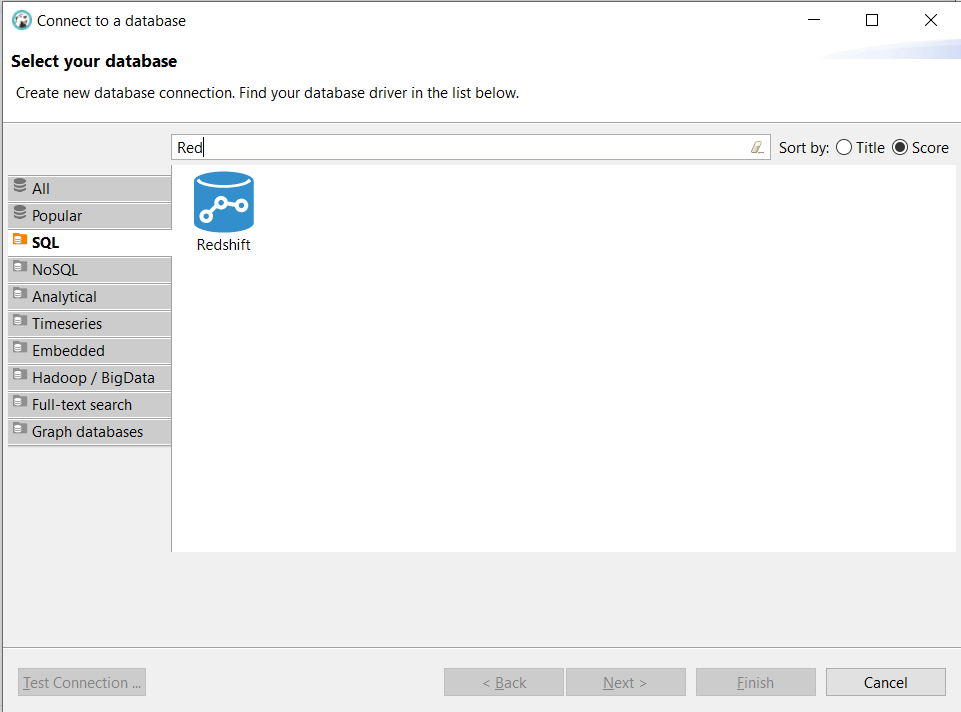 Connect to a database
Select your database
Create new database connection. Find your database driver in the list below.
Red
Sort by: Title Score
All
Popular
SQL
NoSQL
Analytical
Timeseries
Embedded
Hadoop / BigData
Full-text search
Graph databases
Redshift
Test Connection ...
< Back
Next >
Finish
Cancel